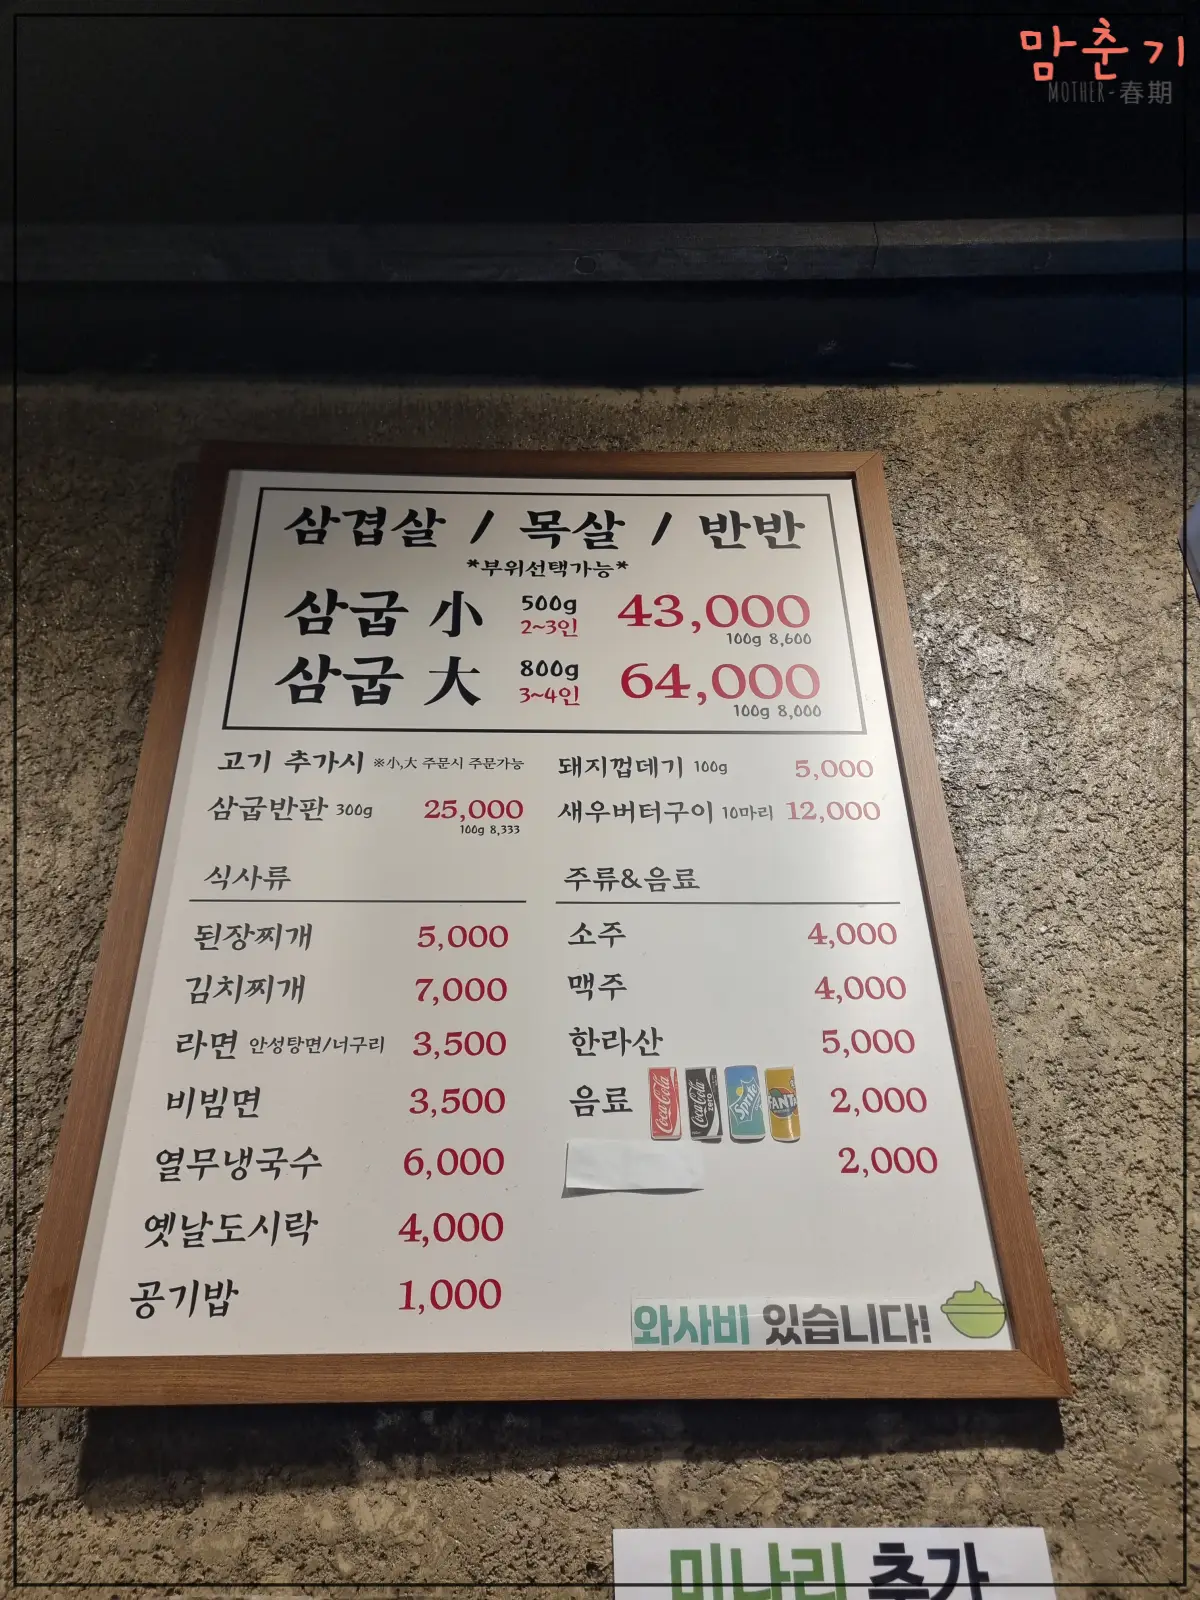 맘춘기
MOTHER-春期
삼겹살 / 목살 / 반반
*부위선택가능*
삼굽 小 500g 2~3인 43,000
100g 8,600
삼굽 大 800g 3~4인 64,000
100g 8,000
고기 추가시 ※小,大 주문시 주문가능
삼굽반판 300g 25,000
100g 8,333
돼지껍데기 100g 5,000
새우버터구이 10마리 12,000
식사류
된장찌개 5,000
김치찌개 7,000
라면 안성탕면/너구리 3,500
비빔면 3,500
열무냉국수 6,000
옛날도시락 4,000
공기밥 1,000
주류&음료
소주 4,000
맥주 4,000
한라산 5,000
음료 Coca-Cola Coca-Cola zero Sprite FANTA 2,000
2,000
와사비 있습니다!
미나리 추가